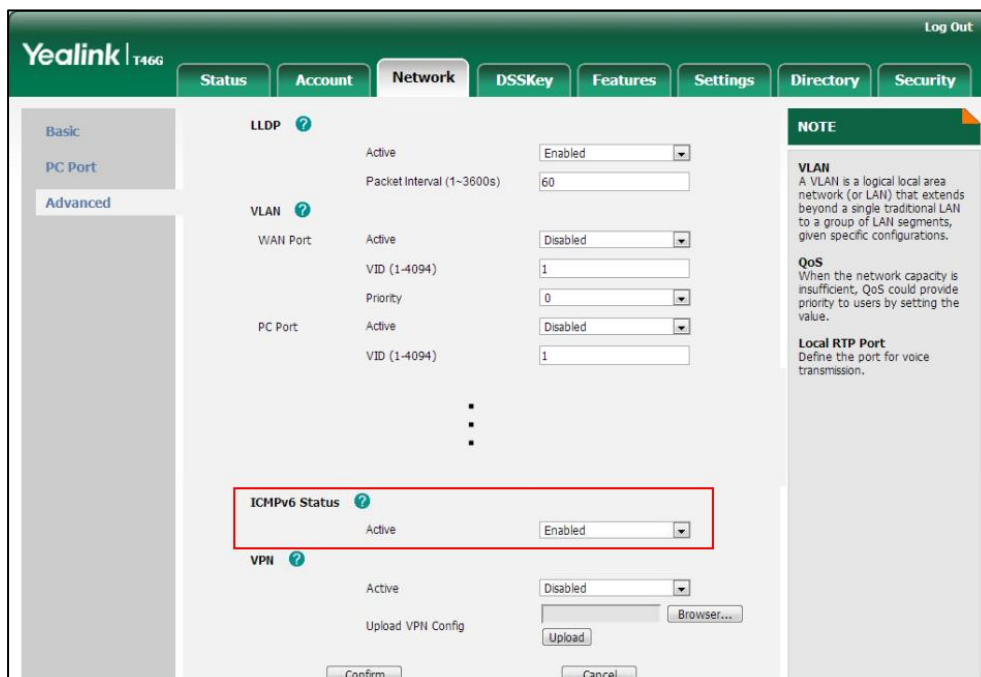 Log Out
Yealink T46G
Status Account Network DSSKey Features Settings Directory Security
Basic
PC Port
Advanced
LLDP ?
Active Enabled
Packet Interval (1~3600s) 60
VLAN ?
WAN Port Active Disabled
VID (1-4094) 1
Priority 0
PC Port Active Disabled
VID (1-4094) 1
ICMPv6 Status ?
Active Enabled
VPN ?
Active Disabled
Upload VPN Config Browser...
Upload
Confirm Cancel
NOTE
VLAN
A VLAN is a logical local area
network (or LAN) that extends
beyond a single traditional LAN
to a group of LAN segments,
given specific configurations.
QoS
When the network capacity is
insufficient, QoS could provide
priority to users by setting the
value.
Local RTP Port
Define the port for voice
transmission.